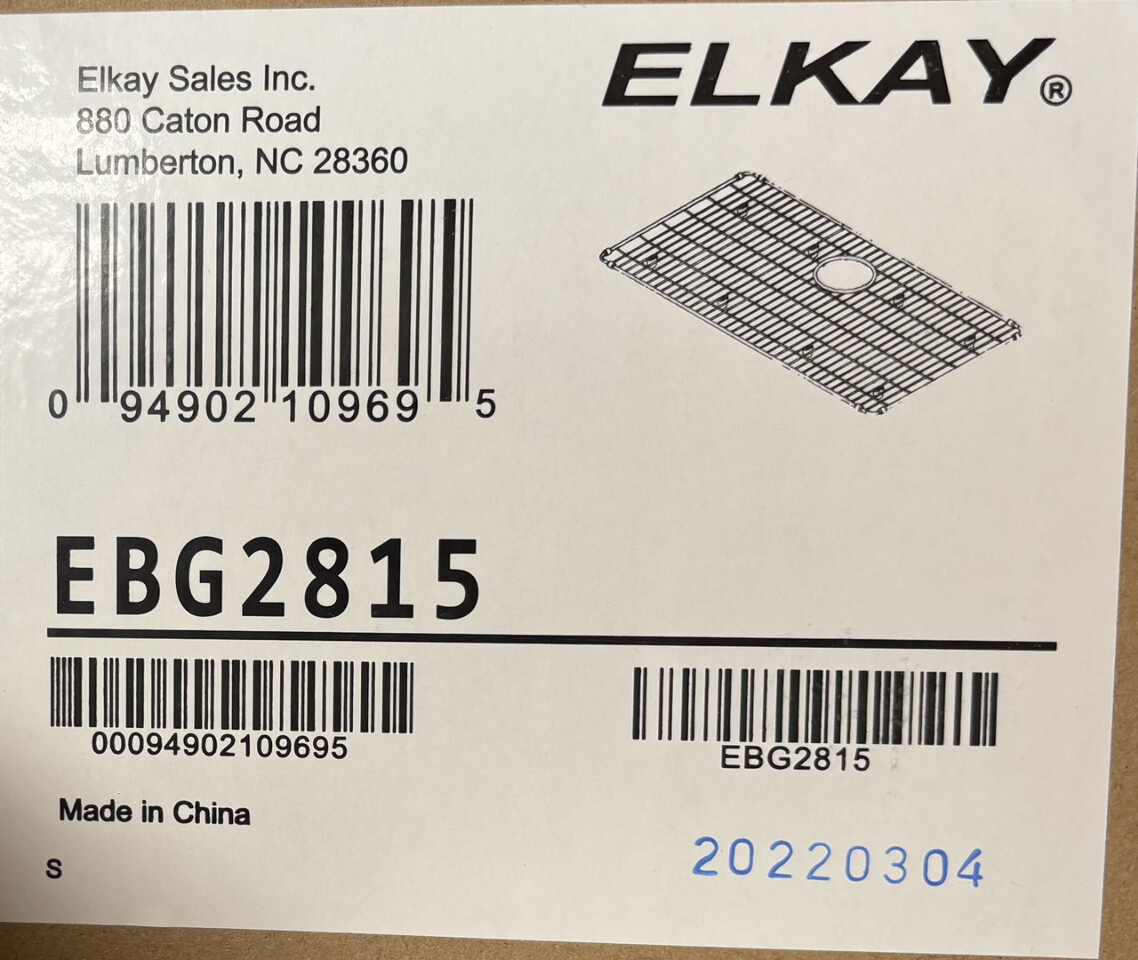 Elkay Sales Inc.
880 Caton Road
Lumberton, NC 28360
ELKAY®
0 94902 10969 5
EBG2815
00094902109695
EBG2815
Made in China
S
20220304